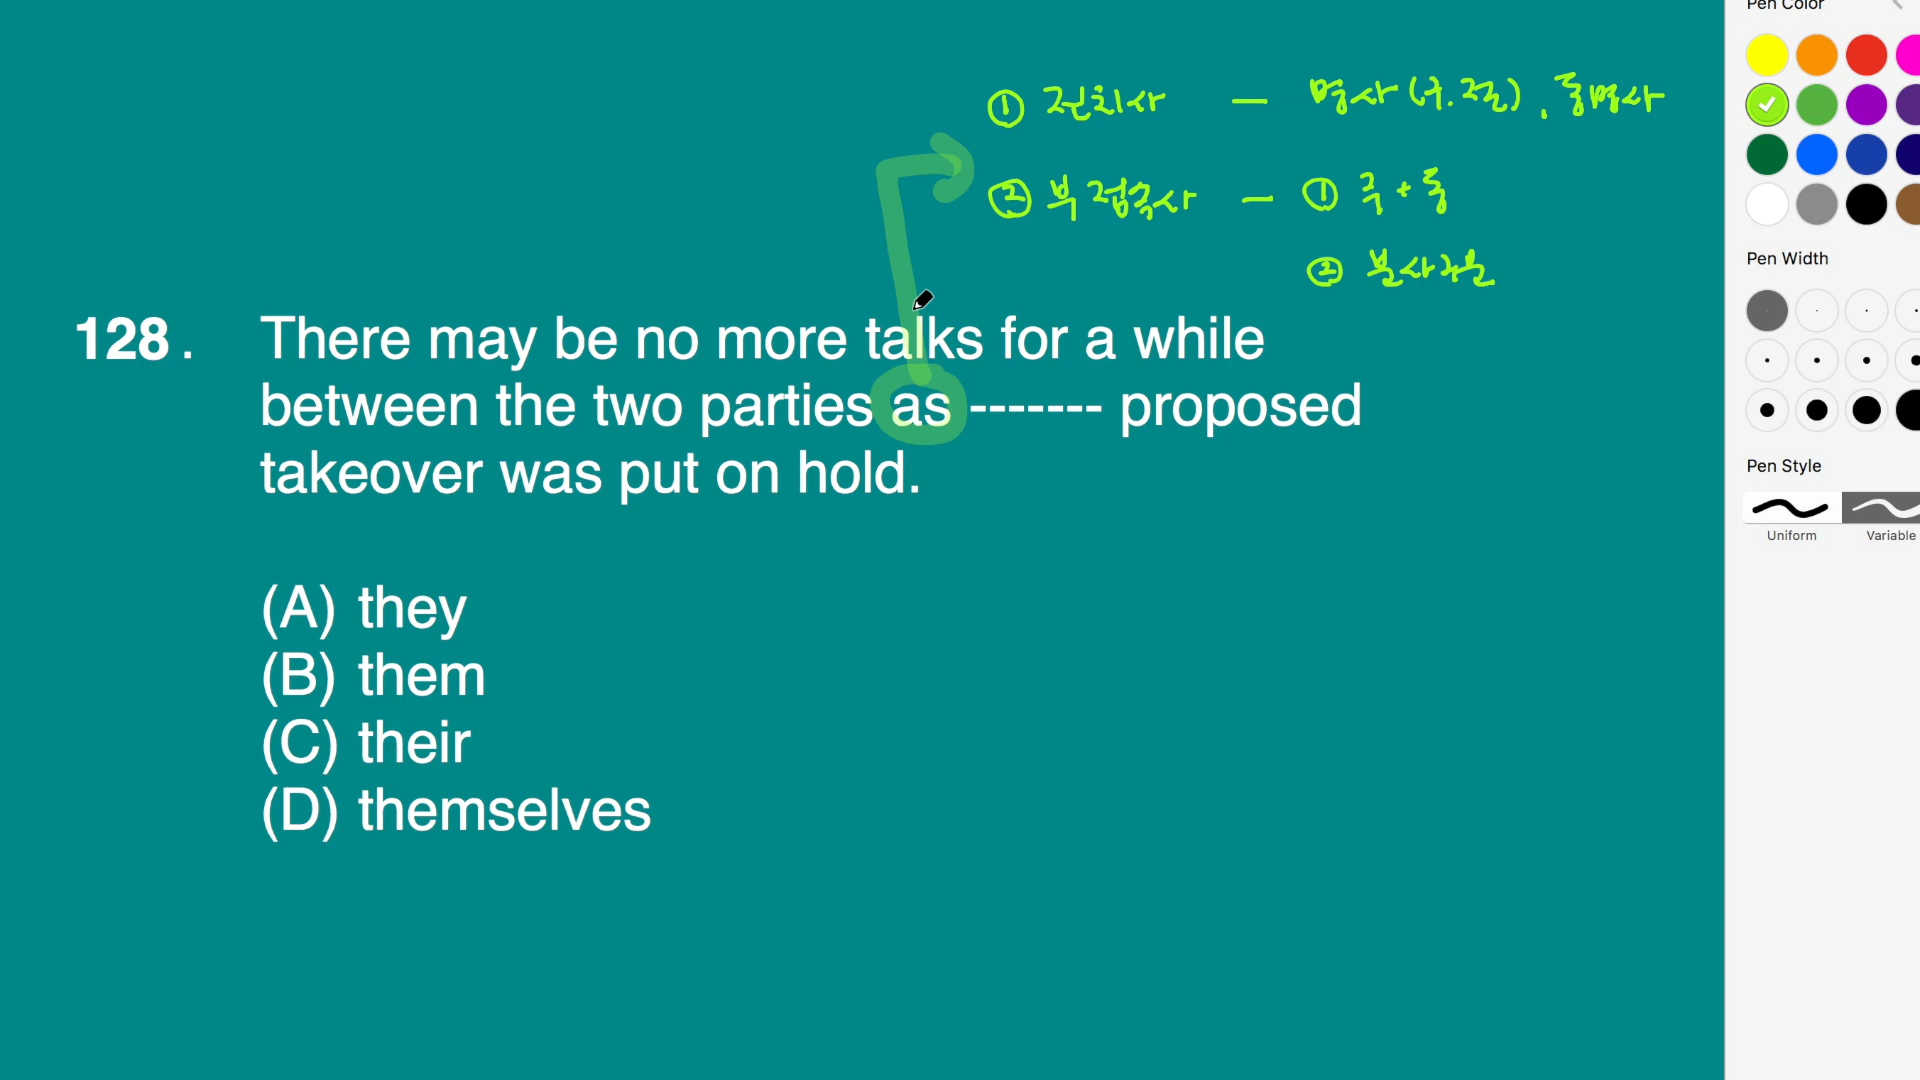 Pen Color
① 전치사 — 명사(구.절), 동명사
② 부접속사 — ① 주+동
② 분사구문
Pen Width
128. There may be no more talks for a while
between the two parties as ------- proposed
takeover was put on hold.
Pen Style
Uniform Variable
(A) they
(B) them
(C) their
(D) themselves